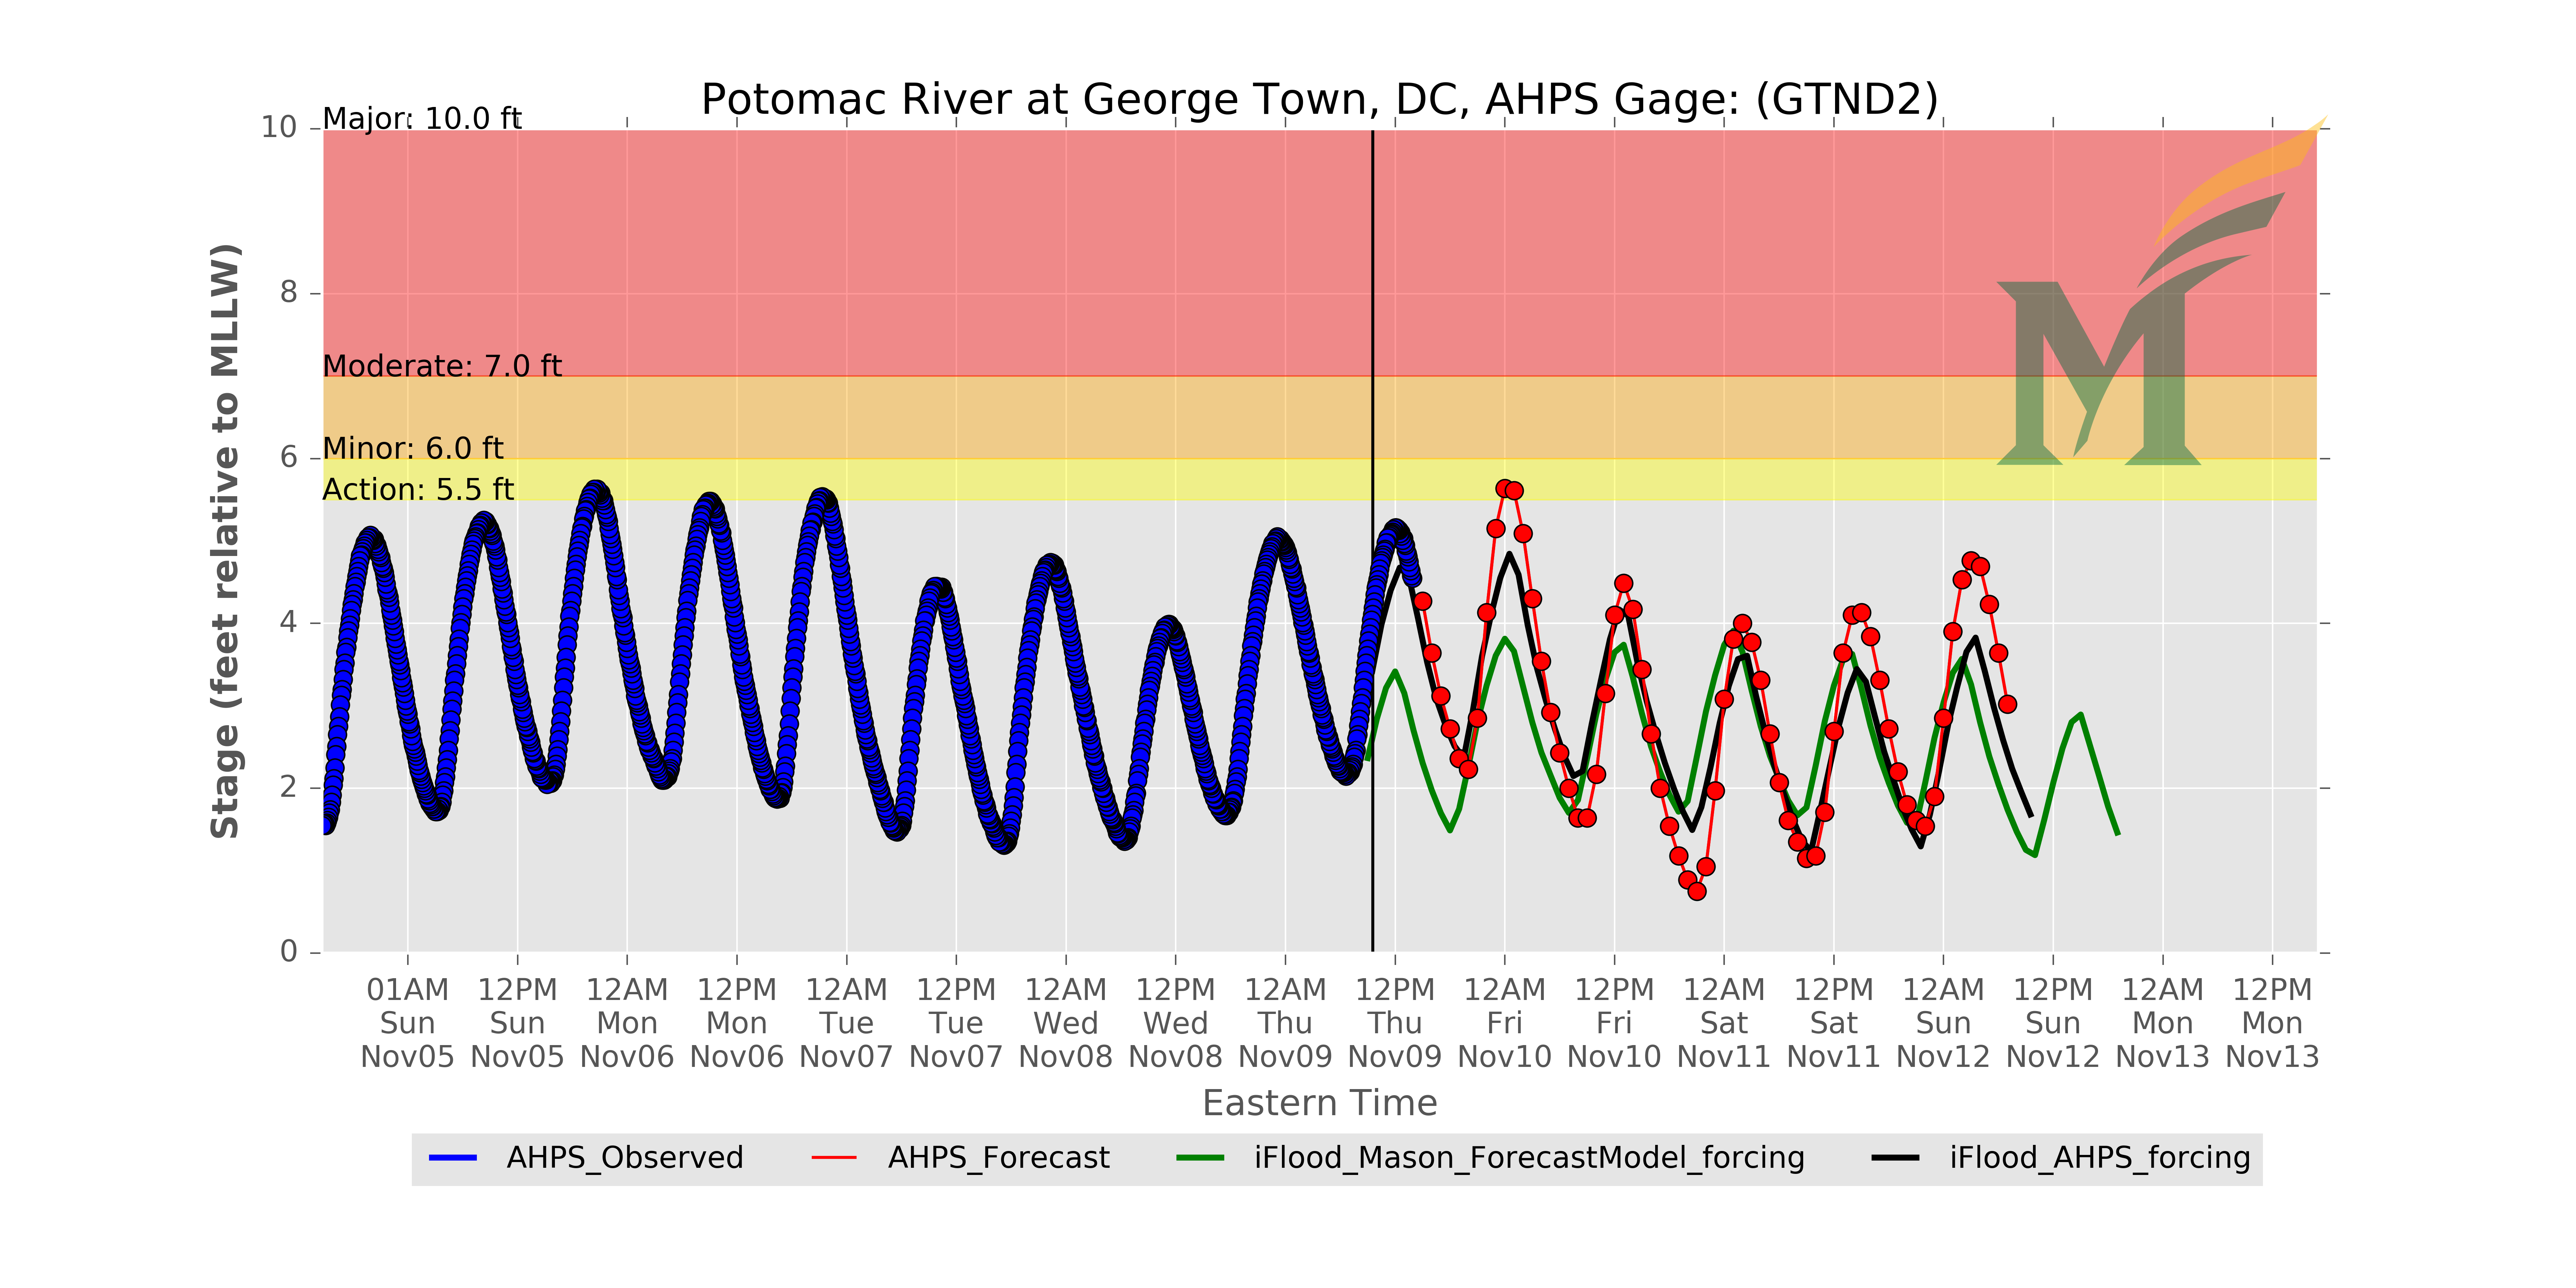 Potomac River at George Town, DC, AHPS Gage: (GTND2)
Major: 10.0 ft
Moderate: 7.0 ft
Minor: 6.0 ft
Action: 5.5 ft
10
8
6
4
2
0
Stage (feet relative to MLLW)
01AM 12PM 12AM 12PM 12AM 12PM 12AM 12PM 12AM 12PM 12AM 12PM 12AM 12PM 12AM 12PM 12AM 12PM
Sun Sun Mon Mon Tue Tue Wed Wed Thu Thu Fri Fri Sat Sat Sun Sun Mon Mon
Nov05 Nov05 Nov06 Nov06 Nov07 Nov07 Nov08 Nov08 Nov09 Nov09 Nov10 Nov10 Nov11 Nov11 Nov12 Nov12 Nov13 Nov13
Eastern Time
AHPS_Observed AHPS_Forecast iFlood_Mason_ForecastModel_forcing iFlood_AHPS_forcing
M